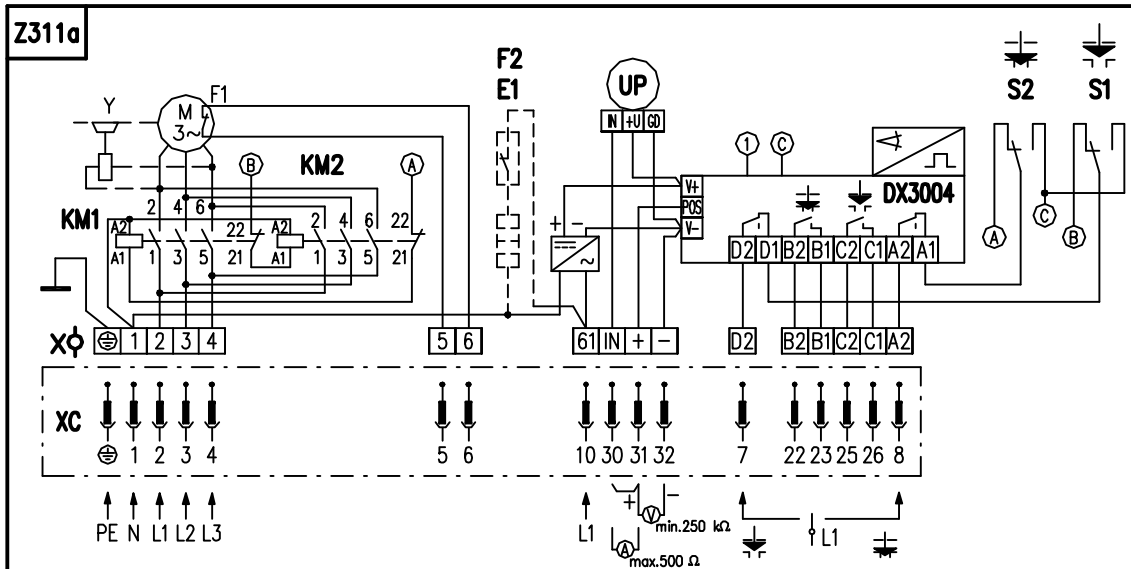 Z311a
F2
E1
UP
S2 S1
Y
F1
M
3~
IN +U GD
1 C
KM2
B A
V+
POS
V-
DX3004
KM1
2 4 6
A2
A1
1 3 5
22
21
A2
A1
2 4 6
1 3 5
22
21
+ -
~
D2 D1 B2 B1 C2 C1 A2 A1
A C B
X 1 2 3 4 5 6 61 IN + - D2 B2 B1 C2 C1 A2
XC
1 2 3 4 5 6 10 30 31 32 7 22 23 25 26 8
PE N L1 L2 L3 L1
+ -
V
min.250 kΩ
A
max.500 Ω
L1